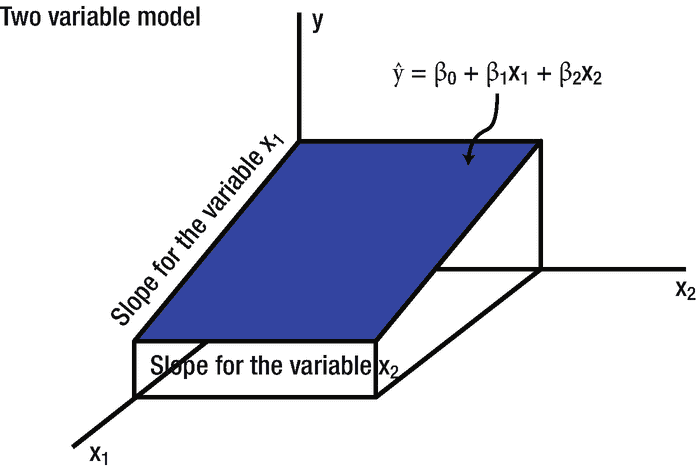 Two variable model
y
ŷ = β₀ + β₁x₁ + β₂x₂
Slope for the variable x₁
x₂
Slope for the variable x₂
x₁